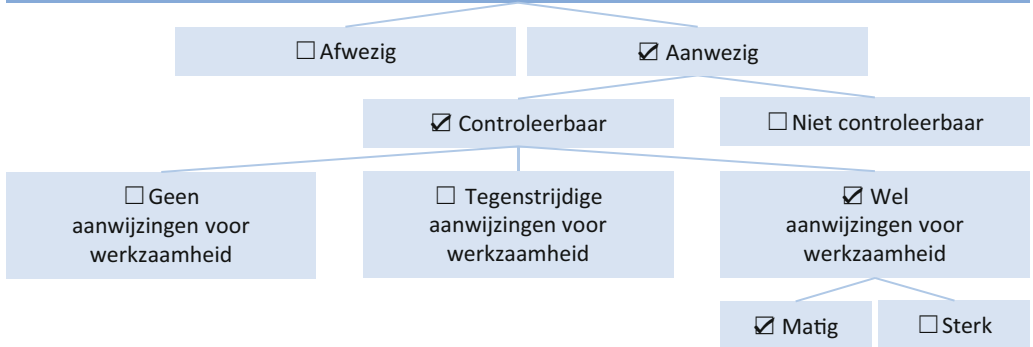 ☐ Afwezig
☑ Aanwezig
☑ Controleerbaar
☐ Niet controleerbaar
☐ Geen
aanwijzingen voor
werkzaamheid
☐ Tegenstrijdige
aanwijzingen voor
werkzaamheid
☑ Wel
aanwijzingen voor
werkzaamheid
☑ Matig
☐ Sterk